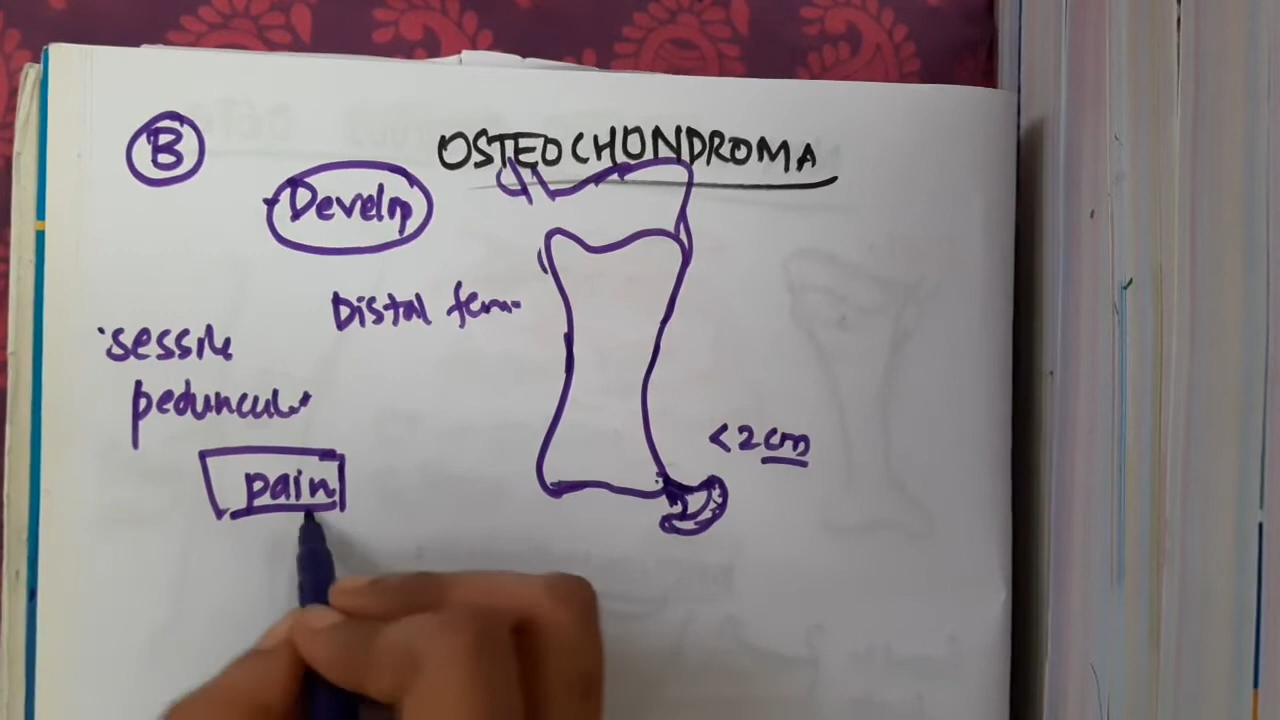 B
OSTEOCHONDROMA
Develp
Distal fem
sessile
peduncul
<2cm
pain